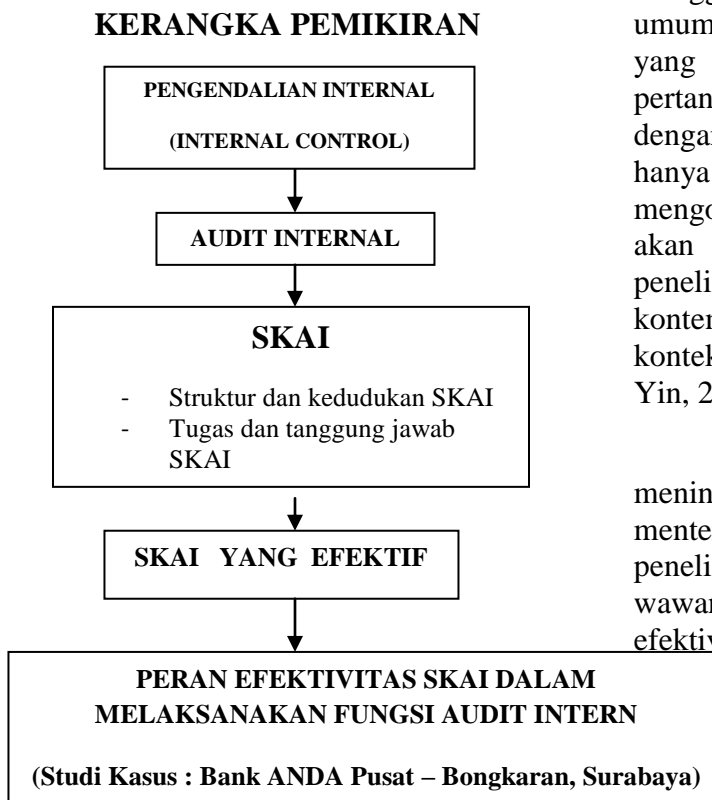 KERANGKA PEMIKIRAN
PENGENDALIAN INTERNAL
(INTERNAL CONTROL)
AUDIT INTERNAL
SKAI
- Struktur dan kedudukan SKAI
- Tugas dan tanggung jawab
SKAI
SKAI YANG EFEKTIF
PERAN EFEKTIVITAS SKAI DALAM
MELAKSANAKAN FUNGSI AUDIT INTERN
(Studi Kasus : Bank ANDA Pusat – Bongkaran, Surabaya)
umum
yang
pertan
dengan
hanya
mengo
akan
peneli
konten
kontek
Yin, 2
menin
mente
peneli
wawan
efektiv